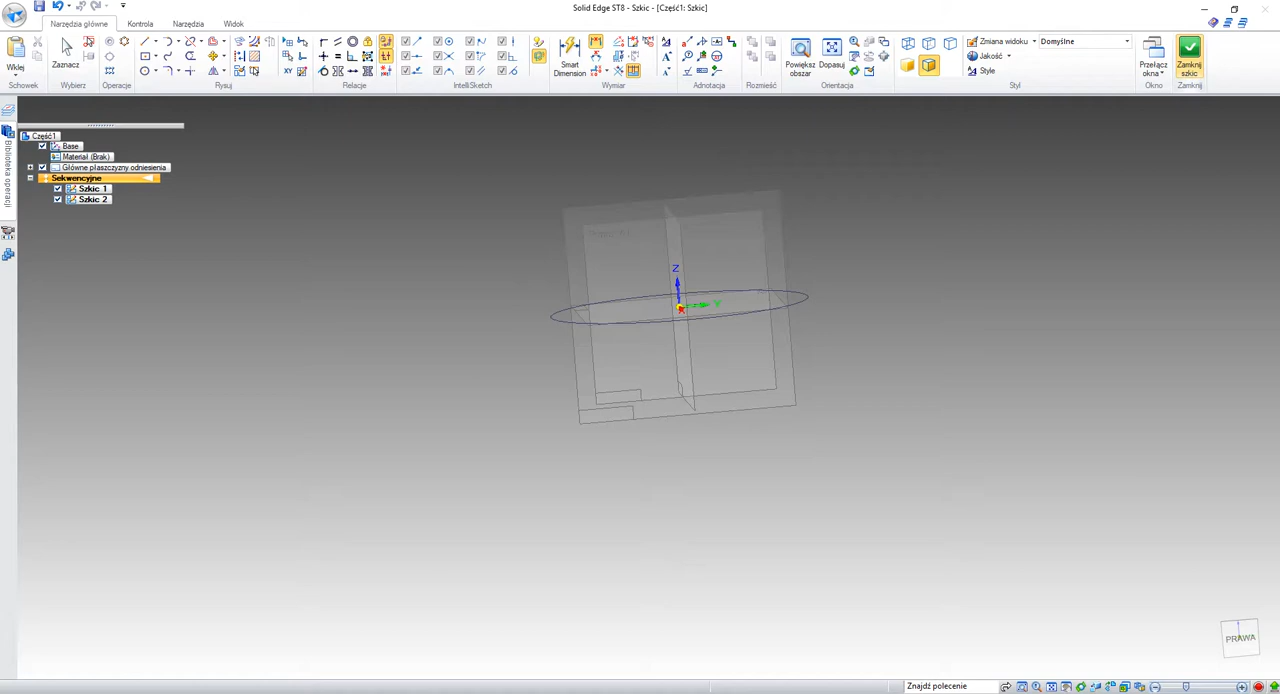 Solid Edge ST8 - Szkic - [Część1: Szkic]
Narzędzia główne Kontrola Narzędzia Widok
Wklej Zaznacz Smart Dimension Powiększ obszar Dopasuj Zmiana widoku Domyślne Przełącz okna Zamknij szkic
Jakość
Style
XY
Schowek Wybierz Operacje Rysuj Relacje IntelliSketch Wymiar Adnotacja Rozmieść Orientacja Styl Okno Zamknij
Biblioteka operacji
Część1
Base
Materiał (Brak)
Główne płaszczyzny odniesienia
Sekwencyjne
Szkic 1
Szkic 2
Z
Y
PRAWA
Znajdź polecenie